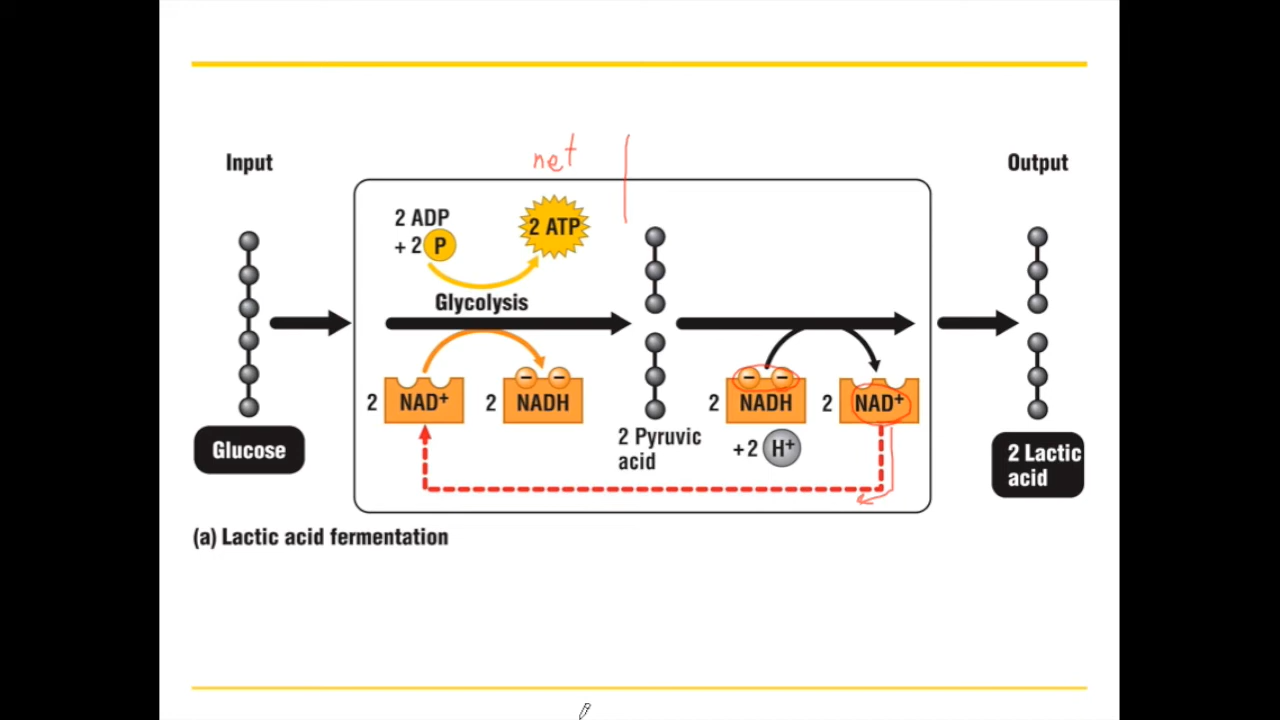 net
Input
Output
2 ADP
+ 2 P
2 ATP
Glycolysis
2 NAD+
2 NADH
2 NADH
2 NAD+
Glucose
2 Pyruvic
acid
+2 H+
2 Lactic
acid
(a) Lactic acid fermentation